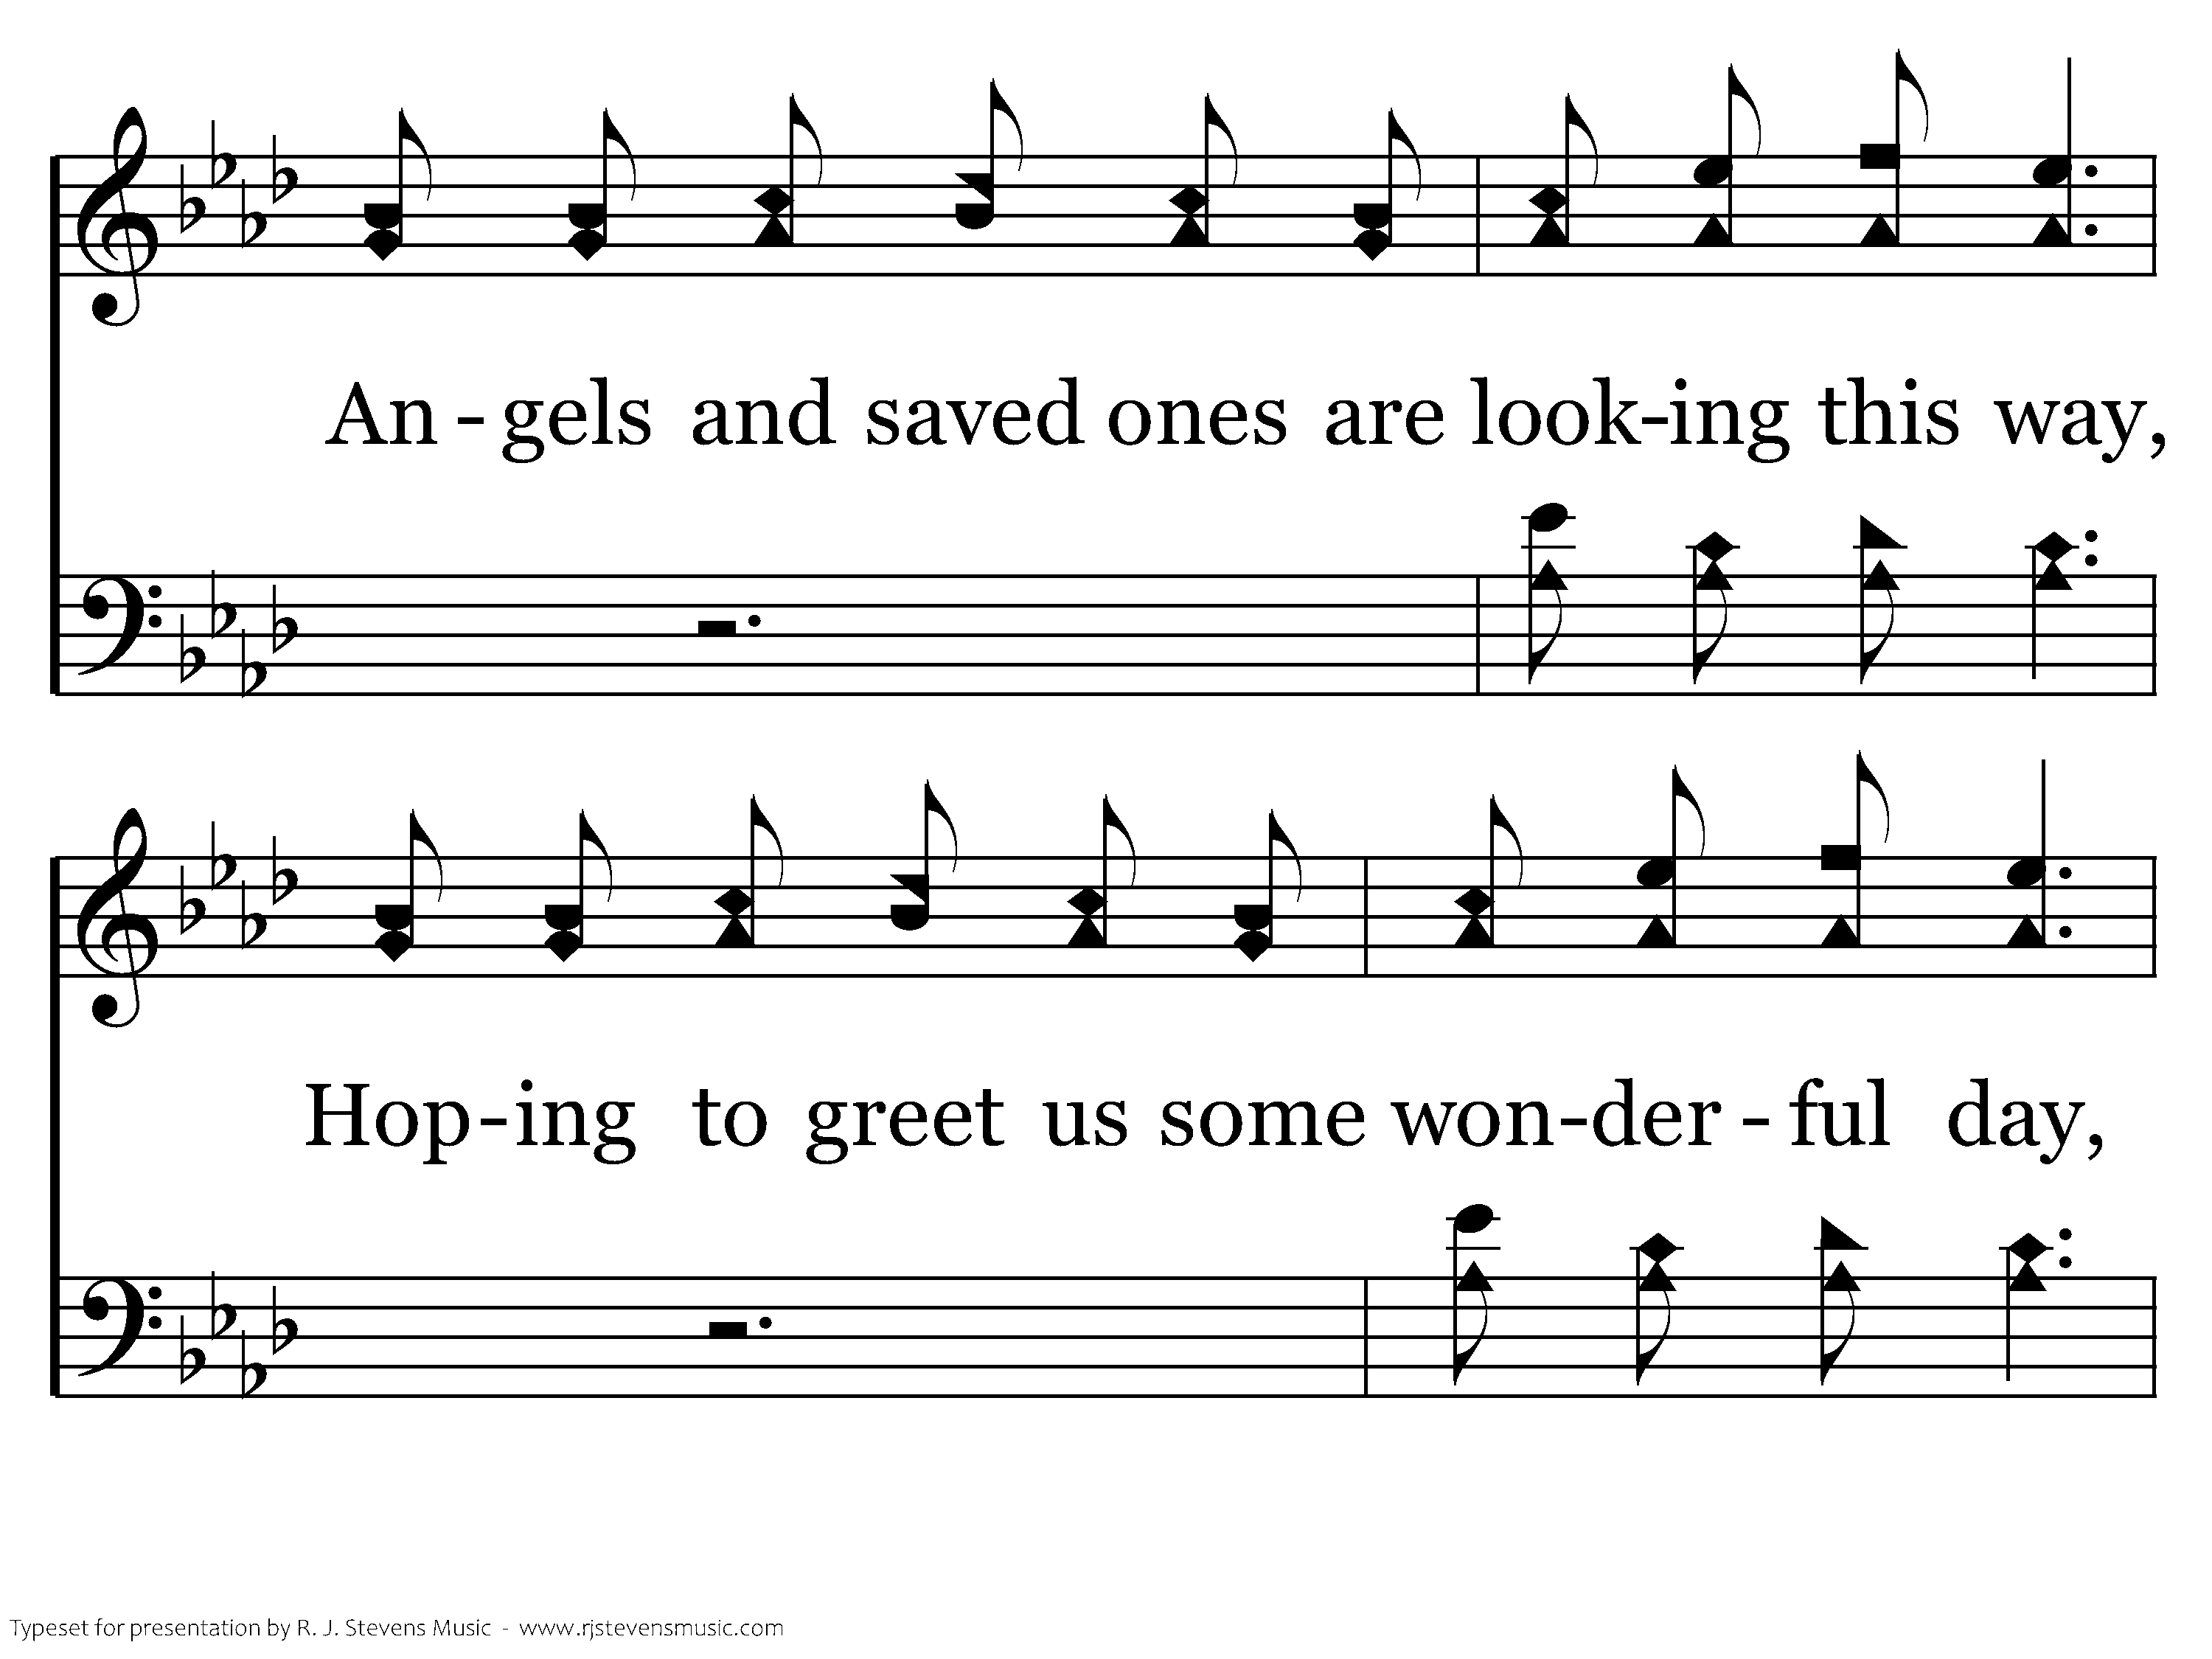 An - gels and saved ones are look-ing this way,
Hop-ing to greet us some won-der - ful day,
Typeset for presentation by R. J. Stevens Music - www.rjstevensmusic.com